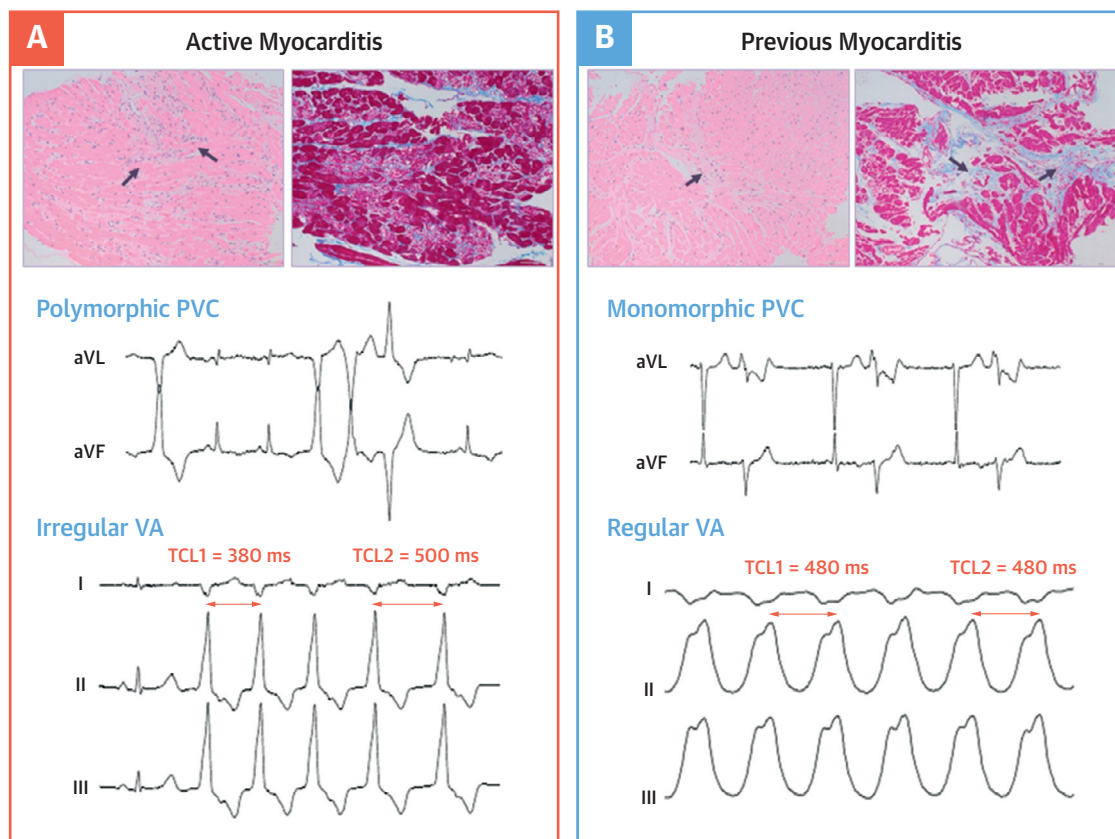 A
Active Myocarditis
Polymorphic PVC
aVL
aVF
Irregular VA
TCL1 = 380 ms
TCL2 = 500 ms
I
II
III
B
Previous Myocarditis
Monomorphic PVC
aVL
aVF
Regular VA
TCL1 = 480 ms
TCL2 = 480 ms
I
II
III